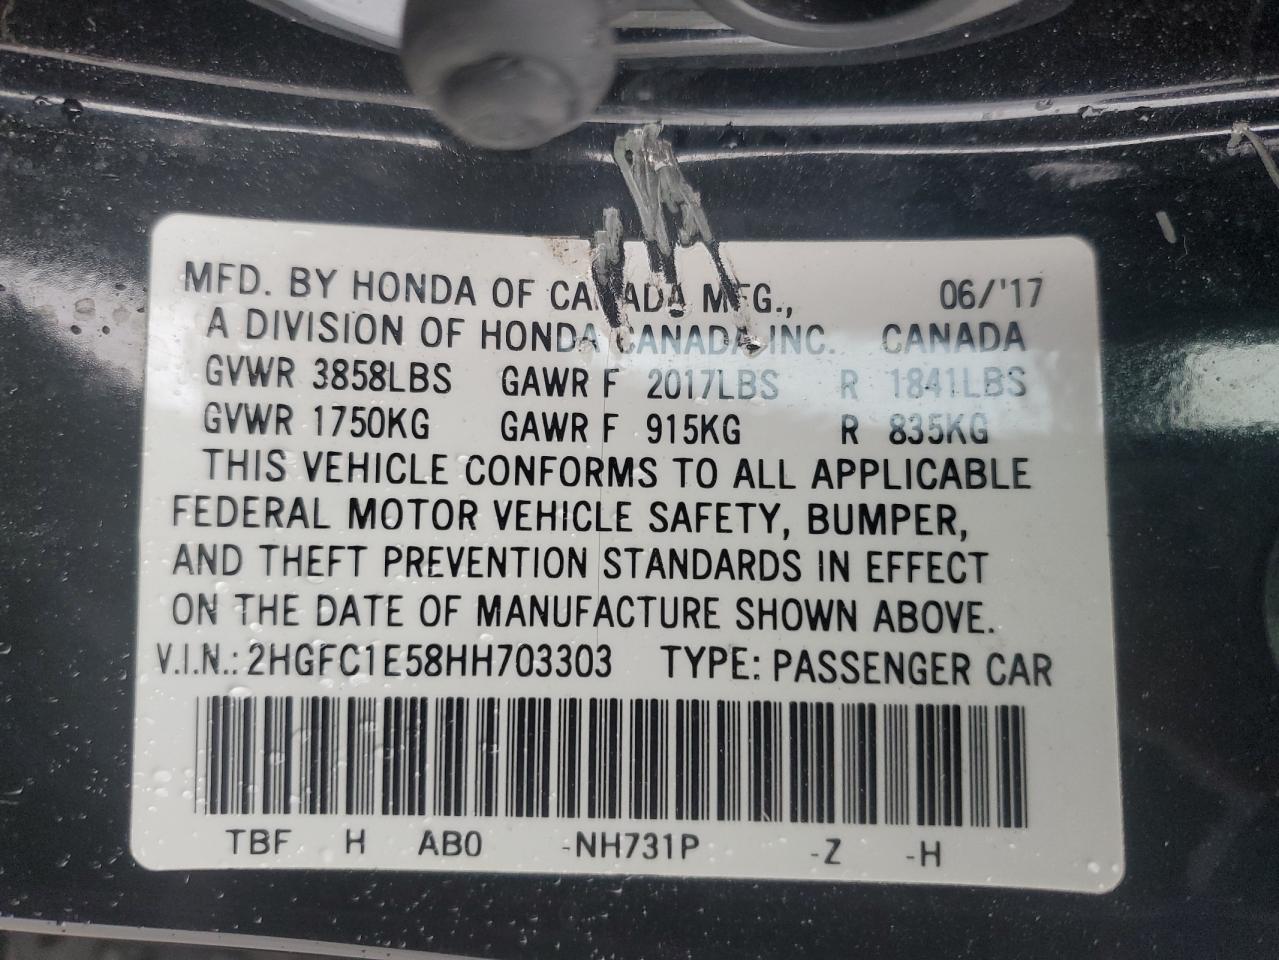 MFD. BY HONDA OF CANADA MFG., 06/'17
A DIVISION OF HONDA CANADA INC. CANADA
GVWR 3858LBS GAWR F 2017LBS R 1841LBS
GVWR 1750KG GAWR F 915KG R 835KG
THIS VEHICLE CONFORMS TO ALL APPLICABLE
FEDERAL MOTOR VEHICLE SAFETY, BUMPER,
AND THEFT PREVENTION STANDARDS IN EFFECT
ON THE DATE OF MANUFACTURE SHOWN ABOVE.
V.I.N.: 2HGFC1E58HH703303 TYPE: PASSENGER CAR
TBF H AB0 -NH731P -Z -H